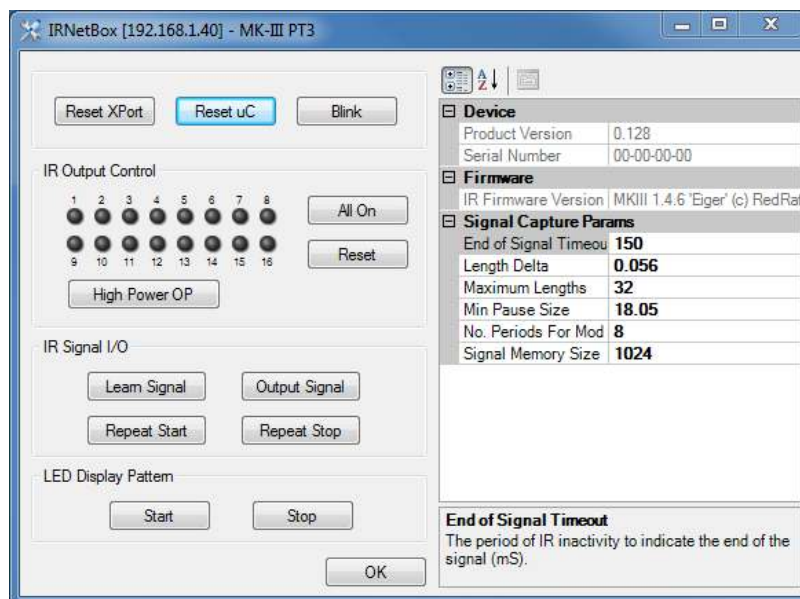 IRNetBox [192.168.1.40] - MK-III PT3
Reset XPort
Reset uC
Blink
IR Output Control
1 2 3 4 5 6 7 8
All On
9 10 11 12 13 14 15 16
Reset
High Power OP
IR Signal I/O
Learn Signal
Output Signal
Repeat Start
Repeat Stop
LED Display Pattern
Start
Stop
OK
Device
Product Version 0.128
Serial Number 00-00-00-00
Firmware
IR Firmware Version MKIII 1.4.6 'Eiger' (c) RedRat
Signal Capture Params
End of Signal Timeou 150
Length Delta 0.056
Maximum Lengths 32
Min Pause Size 18.05
No. Periods For Mod 8
Signal Memory Size 1024
End of Signal Timeout
The period of IR inactivity to indicate the end of the
signal (mS).